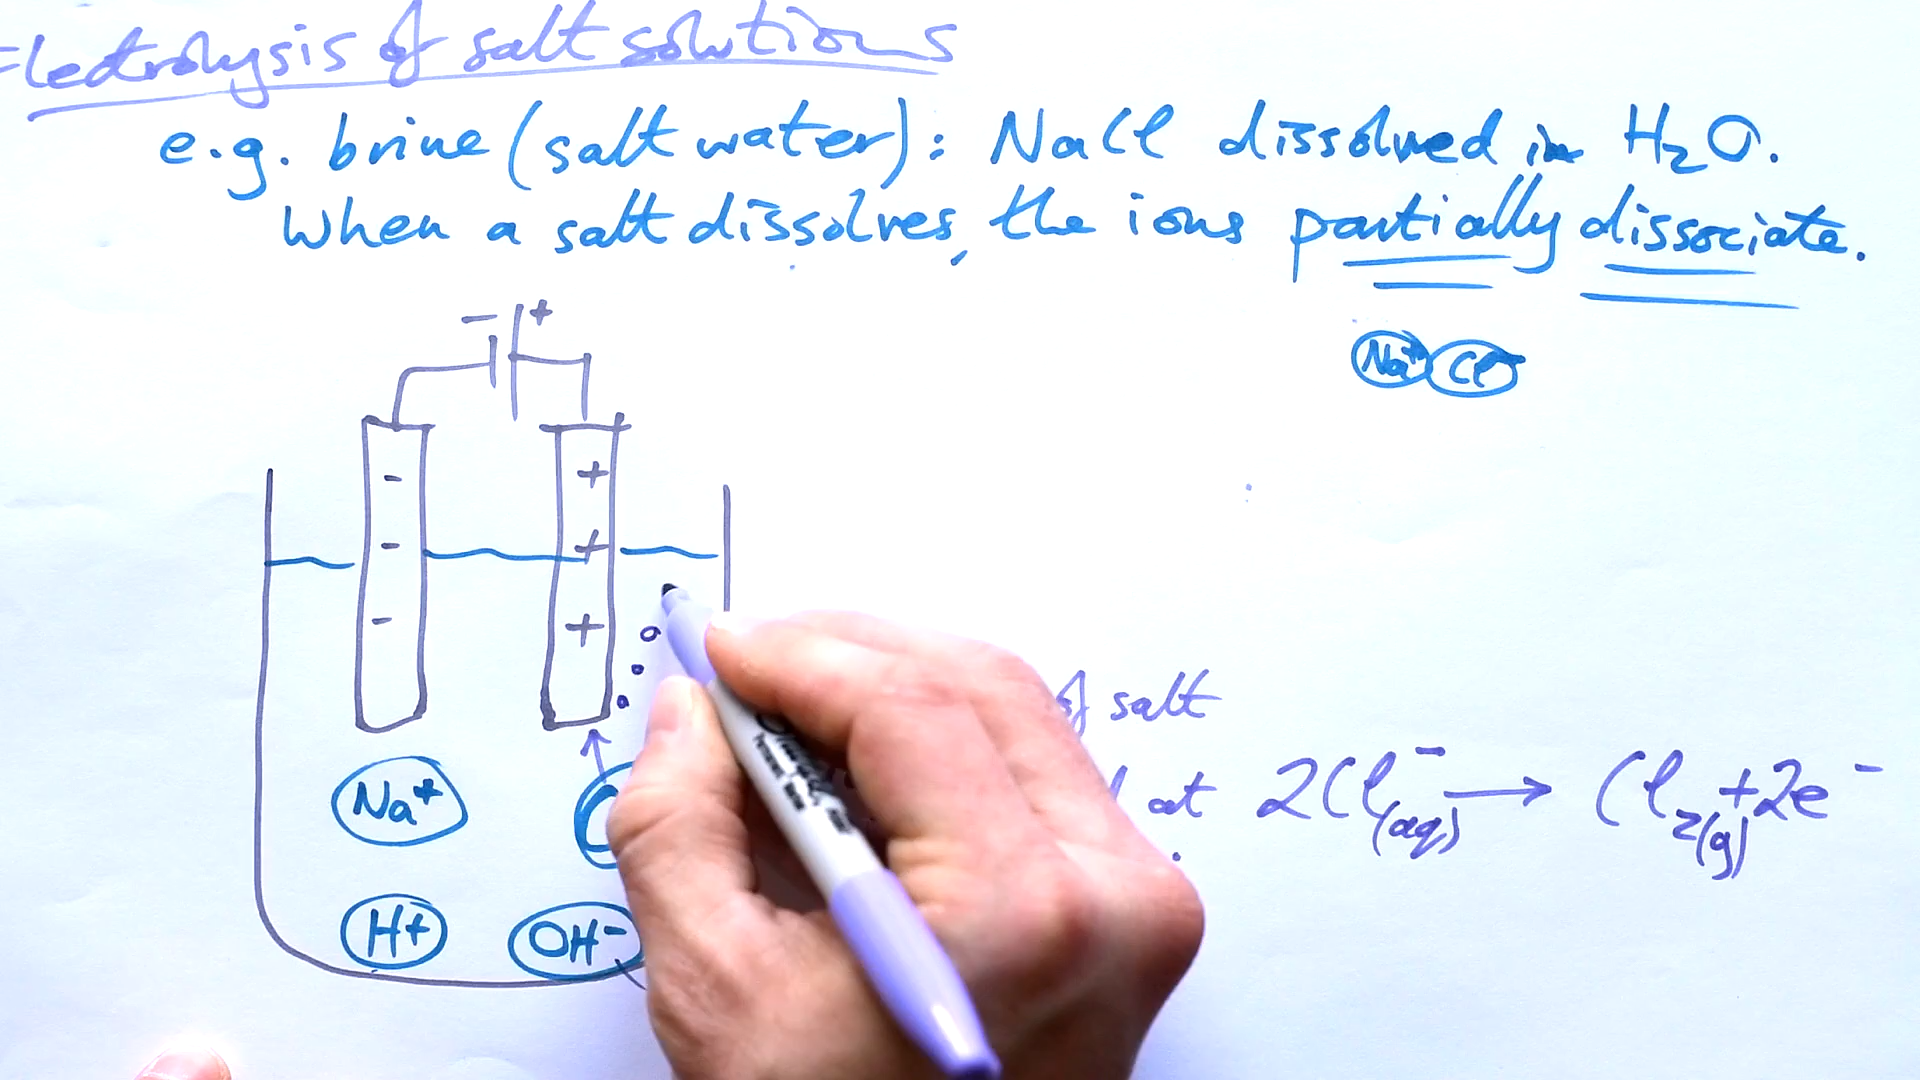 Electrolysis of salt solutions
e.g. brine (salt water): NaCl dissolved in H₂O.
When a salt dissolves, the ions partially dissociate.
Na⁺ Cl⁻
- +
- +
- +
- +
of salt
Na⁺
at 2Cl⁻(aq) → Cl₂(g) + 2e⁻
H+ OH⁻